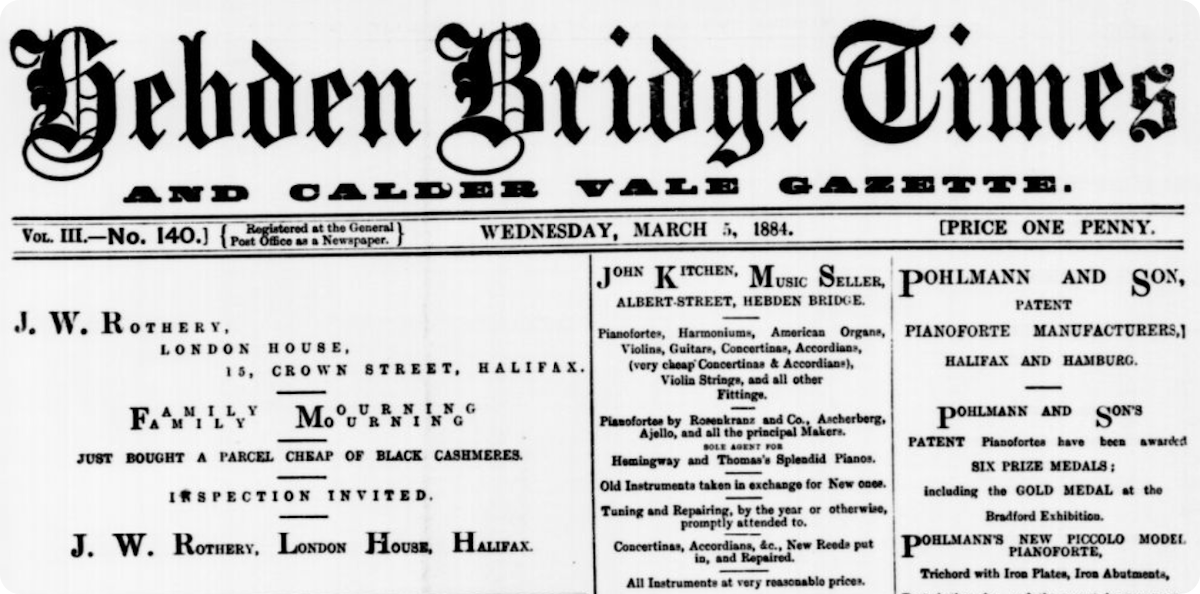 Hebden Bridge Times
AND CALDER VALE GAZETTE.
VOL. III.—No. 140.] { Registered at the General Post Office as a Newspaper. } WEDNESDAY, MARCH 5, 1884. [PRICE ONE PENNY.
J. W. ROTHERY,
LONDON HOUSE,
15, CROWN STREET, HALIFAX.
FAMILY MOURNING
FAMILY MOURNING
JUST BOUGHT A PARCEL CHEAP OF BLACK CASHMERES.
INSPECTION INVITED.
J. W. ROTHERY, LONDON HOUSE, HALIFAX.
JOHN KITCHEN, MUSIC SELLER,
ALBERT-STREET, HEBDEN BRIDGE.
Pianofortes, Harmoniums, American Organs,
Violins, Guitars, Concertinas, Accordians,
(very cheap Concertinas & Accordians),
Violin Strings, and all other
Fittings.
Pianofortes by Rosenkranz and Co., Ascherberg,
Ajello, and all the principal Makers.
SOLE AGENT FOR
Hemingway and Thomas's Splendid Pianos.
Old Instruments taken in exchange for New ones.
Tuning and Repairing, by the year or otherwise,
promptly attended to.
Concertinas, Accordians, &c., New Reeds put
in, and Repaired.
All Instruments at very reasonable prices.
POHLMANN AND SON,
PATENT
PIANOFORTE MANUFACTURERS,]
HALIFAX AND HAMBURG.
POHLMANN AND SON'S
PATENT Pianofortes have been awarded
SIX PRIZE MEDALS;
including the GOLD MEDAL at the
Bradford Exhibition.
POHLMANN'S NEW PICCOLO MODEL
PIANOFORTE,
Trichord with Iron Plates, Iron Abutments,